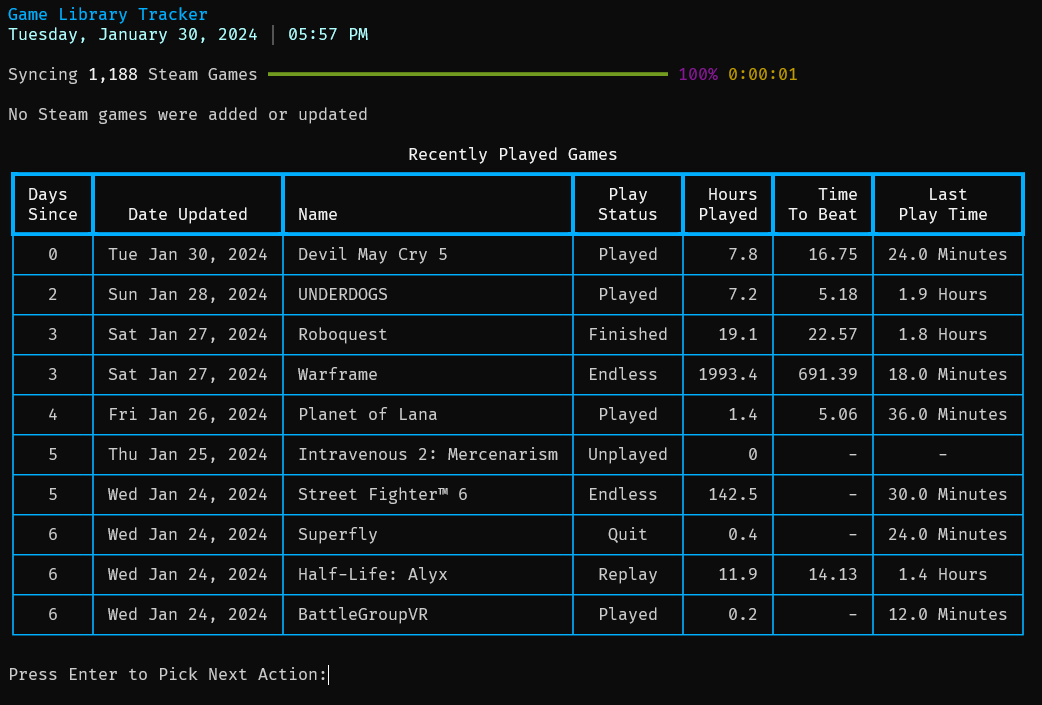 Game Library Tracker
Tuesday, January 30, 2024 | 05:57 PM
Syncing 1,188 Steam Games 100% 0:00:01
No Steam games were added or updated
Recently Played Games
Days Play Hours Time Last
Since Date Updated Name Status Played To Beat Play Time
0 Tue Jan 30, 2024 Devil May Cry 5 Played 7.8 16.75 24.0 Minutes
2 Sun Jan 28, 2024 UNDERDOGS Played 7.2 5.18 1.9 Hours
3 Sat Jan 27, 2024 Roboquest Finished 19.1 22.57 1.8 Hours
3 Sat Jan 27, 2024 Warframe Endless 1993.4 691.39 18.0 Minutes
4 Fri Jan 26, 2024 Planet of Lana Played 1.4 5.06 36.0 Minutes
5 Thu Jan 25, 2024 Intravenous 2: Mercenarism Unplayed 0 - -
5 Wed Jan 24, 2024 Street Fighter™ 6 Endless 142.5 - 30.0 Minutes
6 Wed Jan 24, 2024 Superfly Quit 0.4 - 24.0 Minutes
6 Wed Jan 24, 2024 Half-Life: Alyx Replay 11.9 14.13 1.4 Hours
6 Wed Jan 24, 2024 BattleGroupVR Played 0.2 - 12.0 Minutes
Press Enter to Pick Next Action: